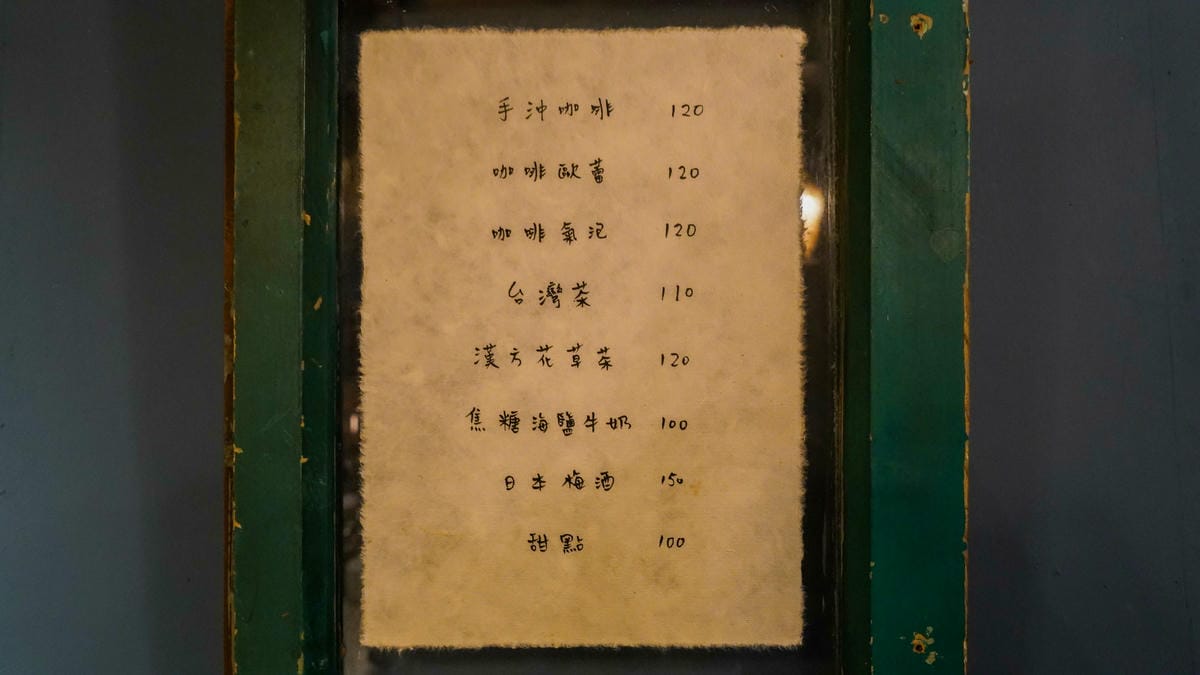 手沖咖啡 120
咖啡歐蕾 120
咖啡氣泡 120
台灣茶 110
漢方花草茶 120
焦糖海鹽牛奶 100
日本梅酒 150
甜點 100